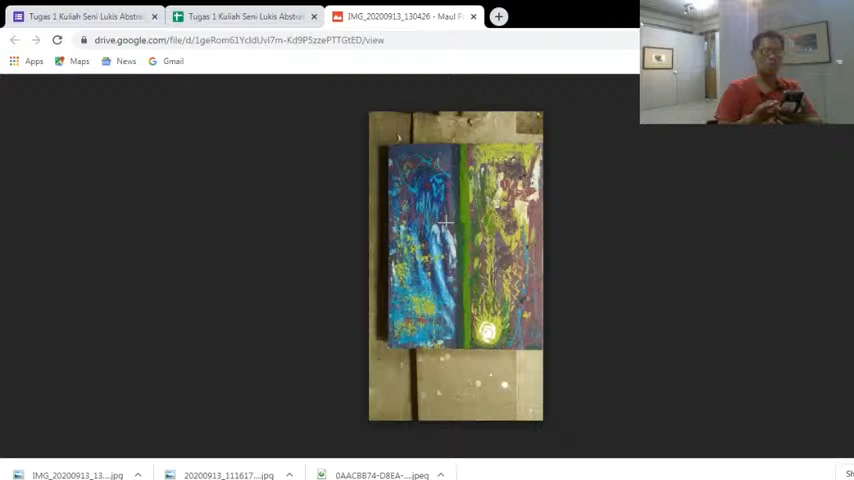 Tugas 1 Kuliah Seni Lukis Abstra
Tugas 1 Kuliah Seni Lukis Abstra
IMG_20200913_130426 - Maul P
drive.google.com/file/d/1geRom61YcIdUvl7m-Kd9P5zzePTTGtED/view
Apps
Maps
News
Gmail
IMG_20200913_13....jpg
20200913_111617....jpg
0AACBB74-D8EA-....jpeg